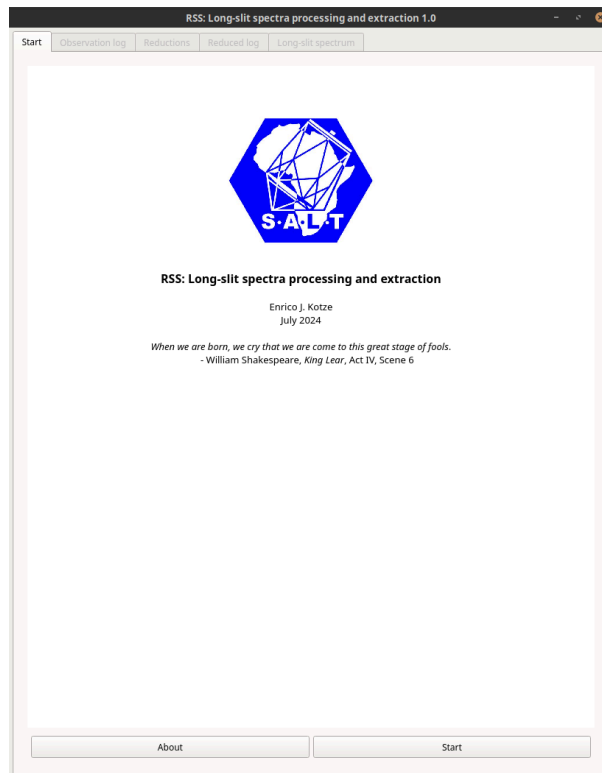 RSS: Long-slit spectra processing and extraction 1.0
Start
Observation log
Reductions
Reduced log
Long-slit spectrum
S·A·L·T
RSS: Long-slit spectra processing and extraction
Enrico J. Kotze
July 2024
When we are born, we cry that we are come to this great stage of fools.
- William Shakespeare, King Lear, Act IV, Scene 6
About
Start